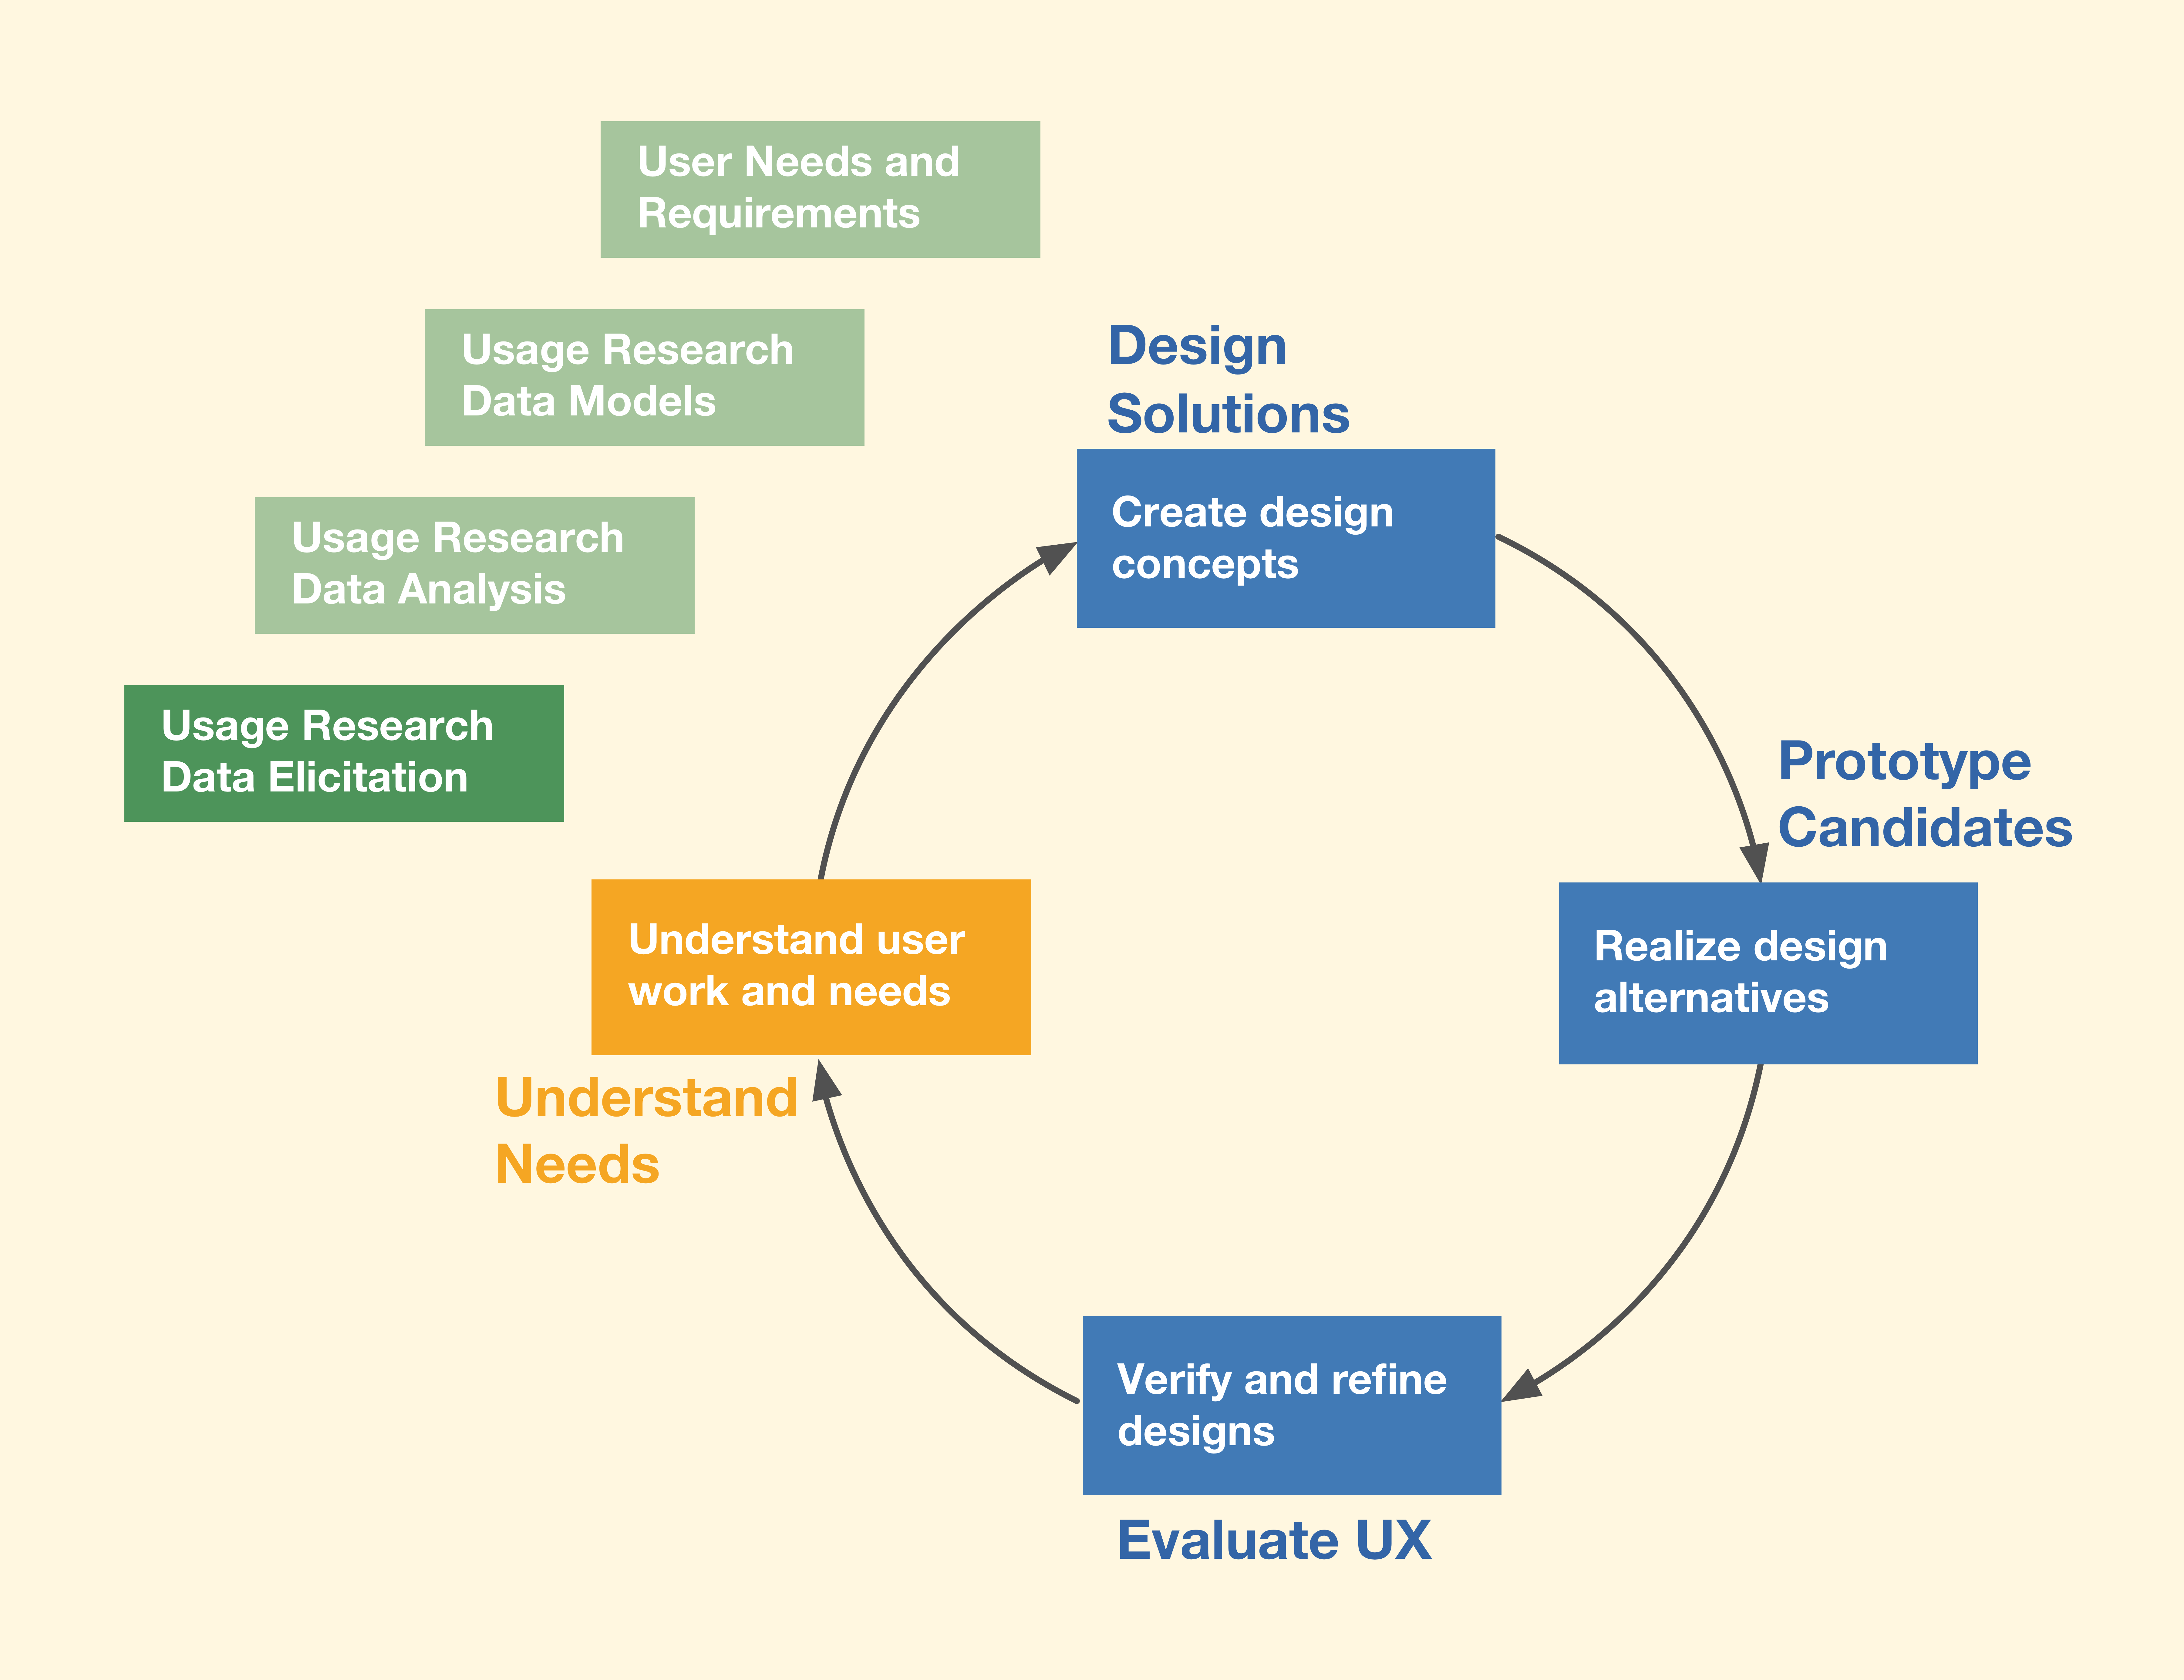 User Needs and
Requirements
Usage Research
Data Models
Usage Research
Data Analysis
Usage Research
Data Elicitation
Design
Solutions
Create design
concepts
Prototype
Candidates
Realize design
alternatives
Understand user
work and needs
Understand
Needs
Verify and refine
designs
Evaluate UX